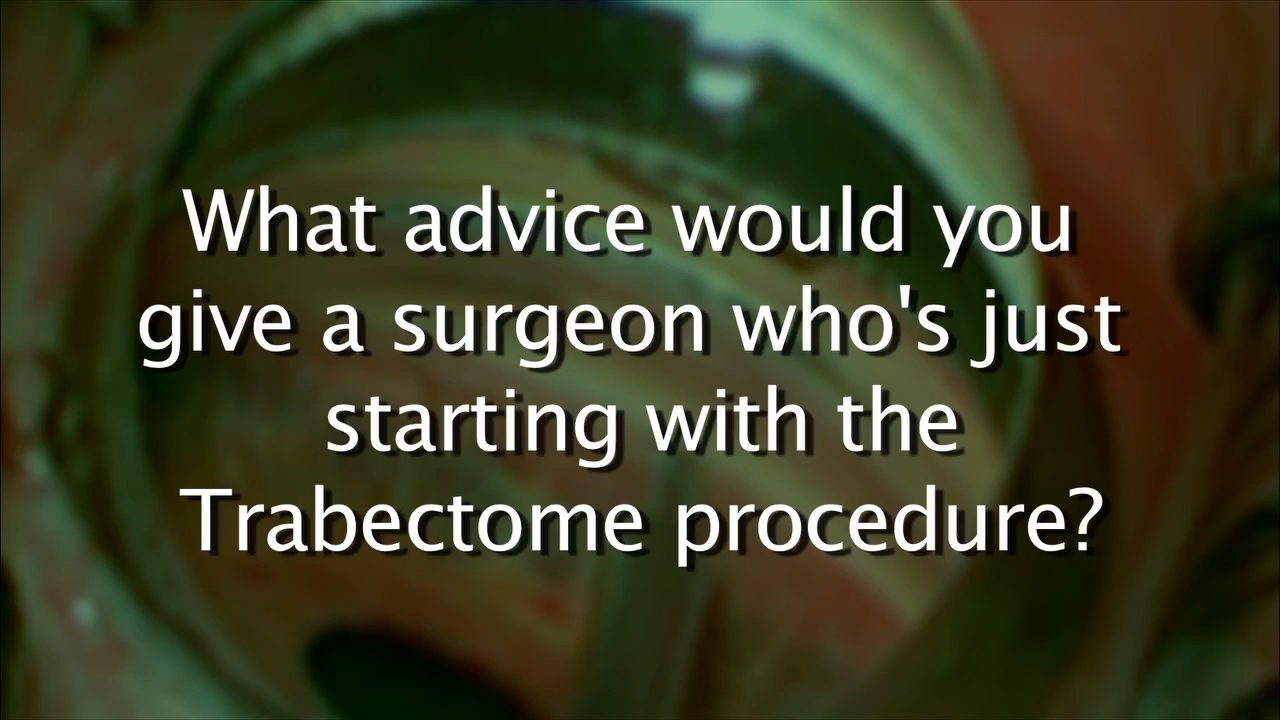 What advice would you
give a surgeon who's just
starting with the
Trabectome procedure?